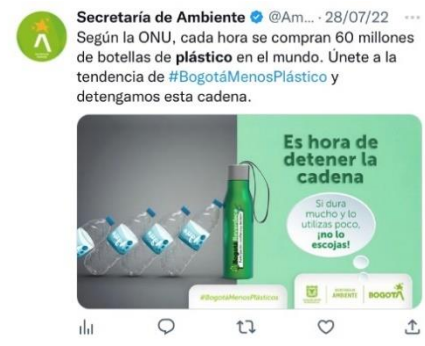 Secretaría de Ambiente @Am... · 28/07/22
Según la ONU, cada hora se compran 60 millones
de botellas de plástico en el mundo. Únete a la
tendencia de #BogotáMenosPlástico y
detengamos esta cadena.
Es hora de
detener la
cadena
Si dura
mucho y lo
utilizas poco,
¡no lo
escojas!
#BogotáMenosPlásticos
AMBIENTE
BOGOTÁ